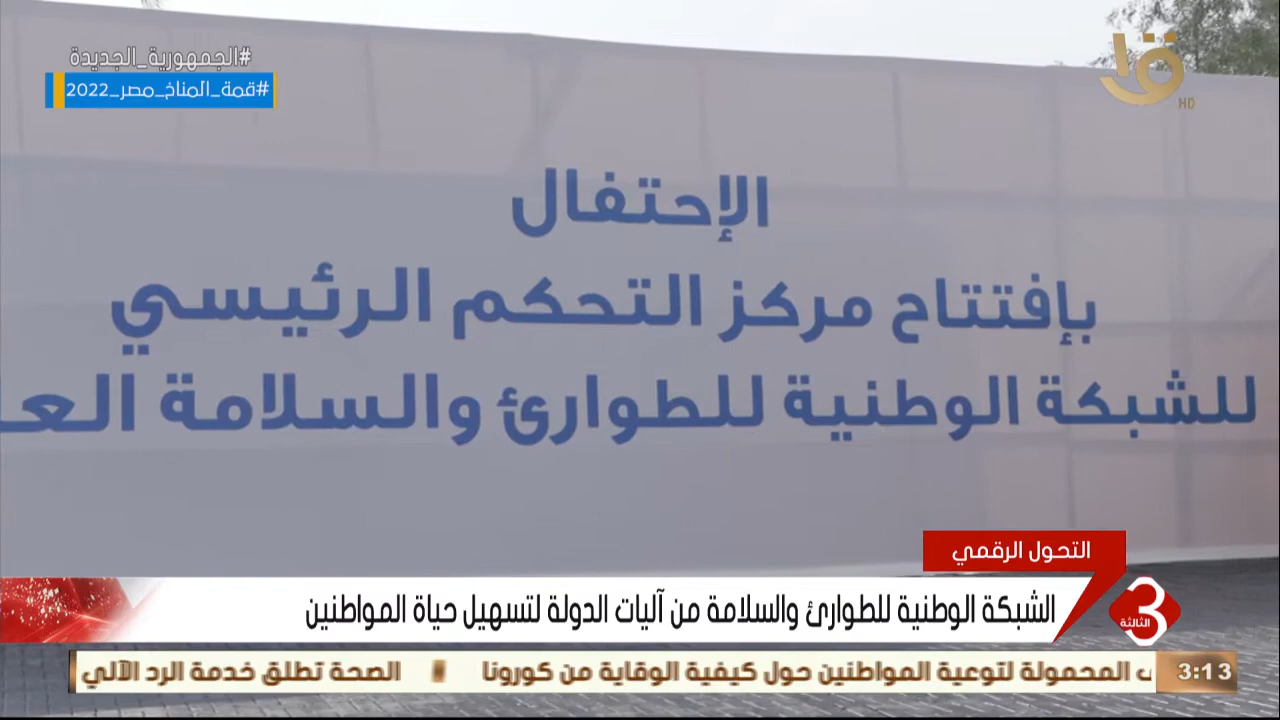 #الجمهورية_الجديدة
#قمة_المناخ_مصر_2022
HD
الإحتفال
بإفتتاح مركز التحكم الرئيسي
للشبكة الوطنية للطوارئ والسلامة
التحول الرقمي
الشبكة الوطنية للطوارئ والسلامة من آليات الدولة لتسهيل حياة المواطنين
3
الثالثة
المحمولة لتوعية المواطنين حول كيفية الوقاية من كورونا
الصحة تطلق خدمة الرد الآلي
3:13